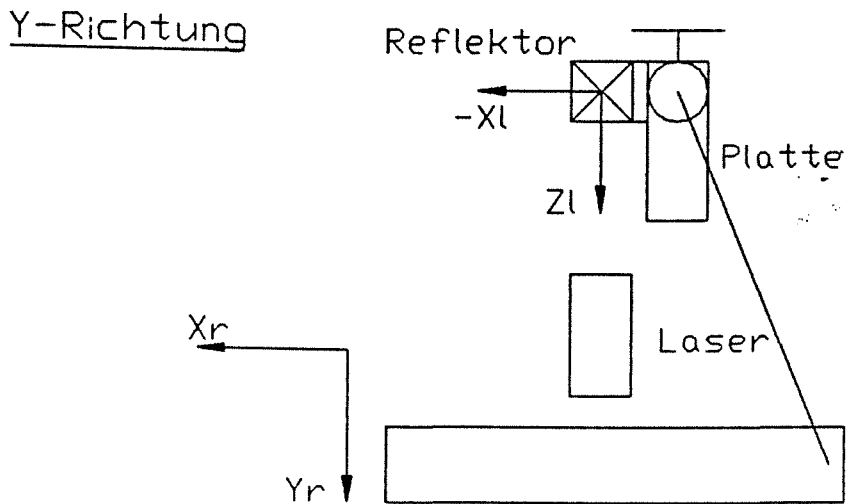 Y-Richtung
Reflektor
-Xl
Platte
Zl
Xr
Laser
Yr